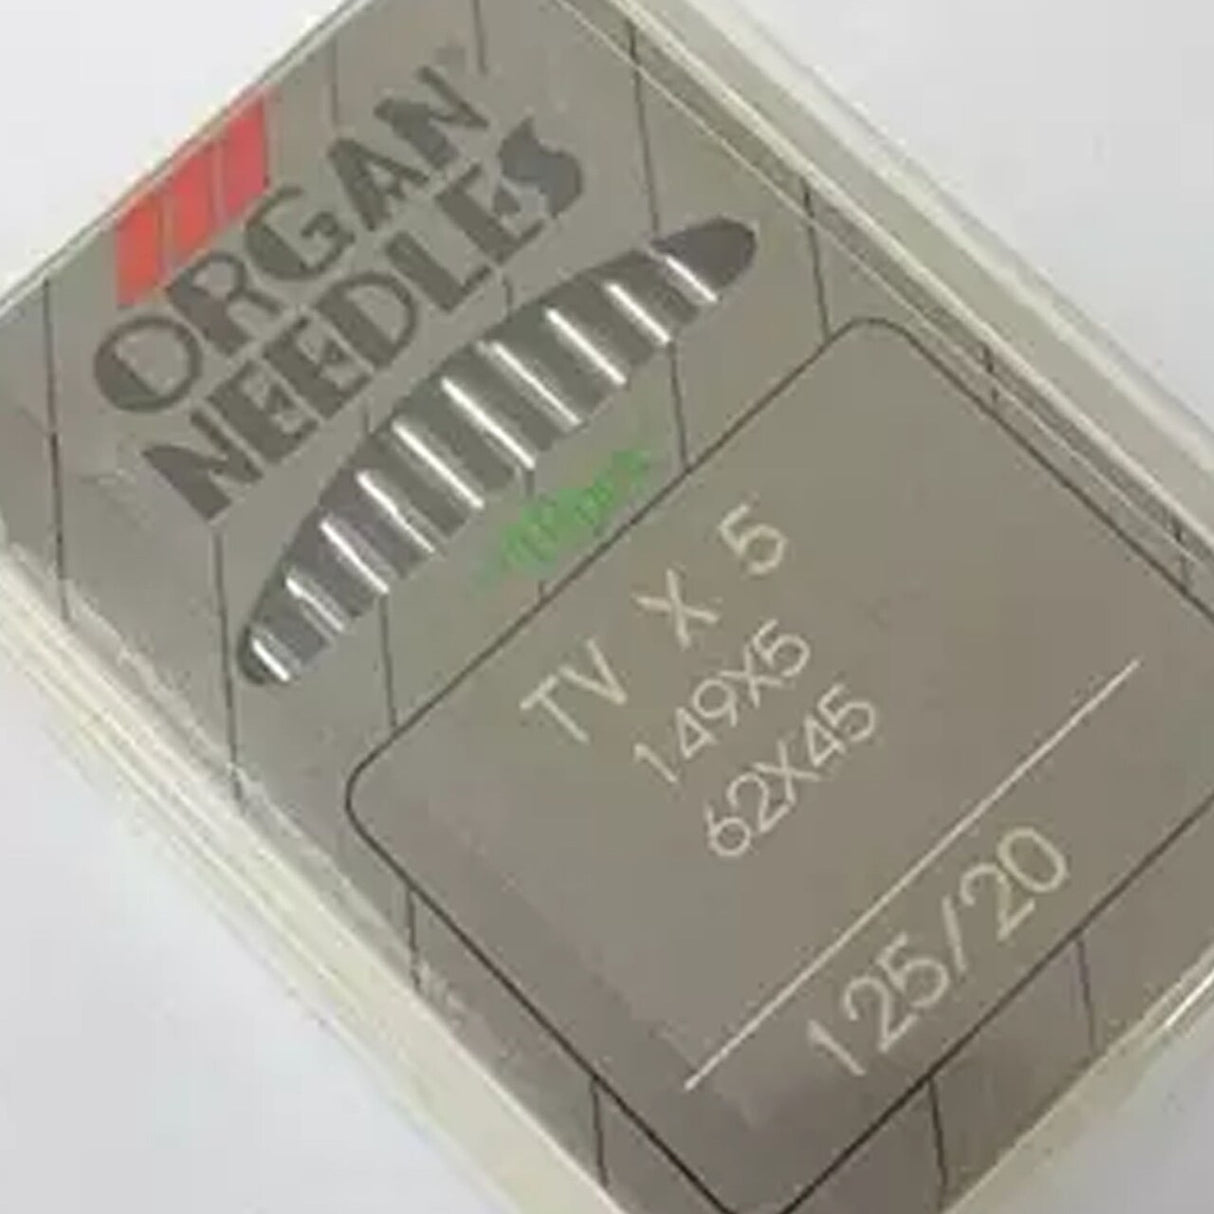 ORGAN
NEEDLES
TV X 5
149X5
62X45
125/20